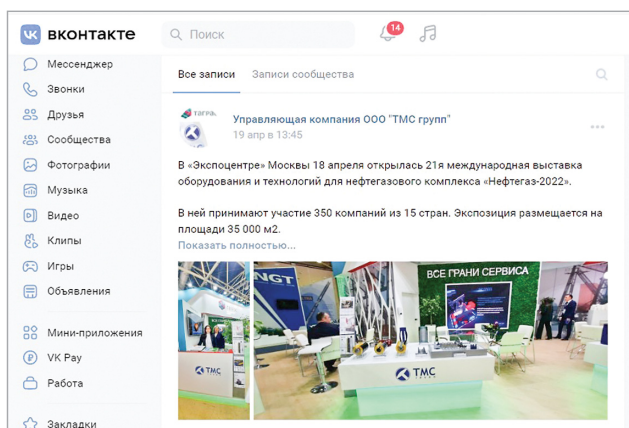 вконтакте
Поиск
14
Мессенджер
Звонки
Друзья
Сообщества
Фотографии
Музыка
Видео
Клипы
Игры
Объявления
Мини-приложения
VK Pay
Работа
Закладки
Все записи Записи сообщества
Управляющая компания ООО "ТМС групп"
19 апр в 13:45
В «Экспоцентре» Москвы 18 апреля открылась 21я международная выставка
оборудования и технологий для нефтегазового комплекса «Нефтегаз-2022».
В ней принимают участие 350 компаний из 15 стран. Экспозиция размещается на
площади 35 000 м2.
Показать полностью...
NGT
ВСЕ ГРАНИ СЕРВИСА
ТМС
ТМС